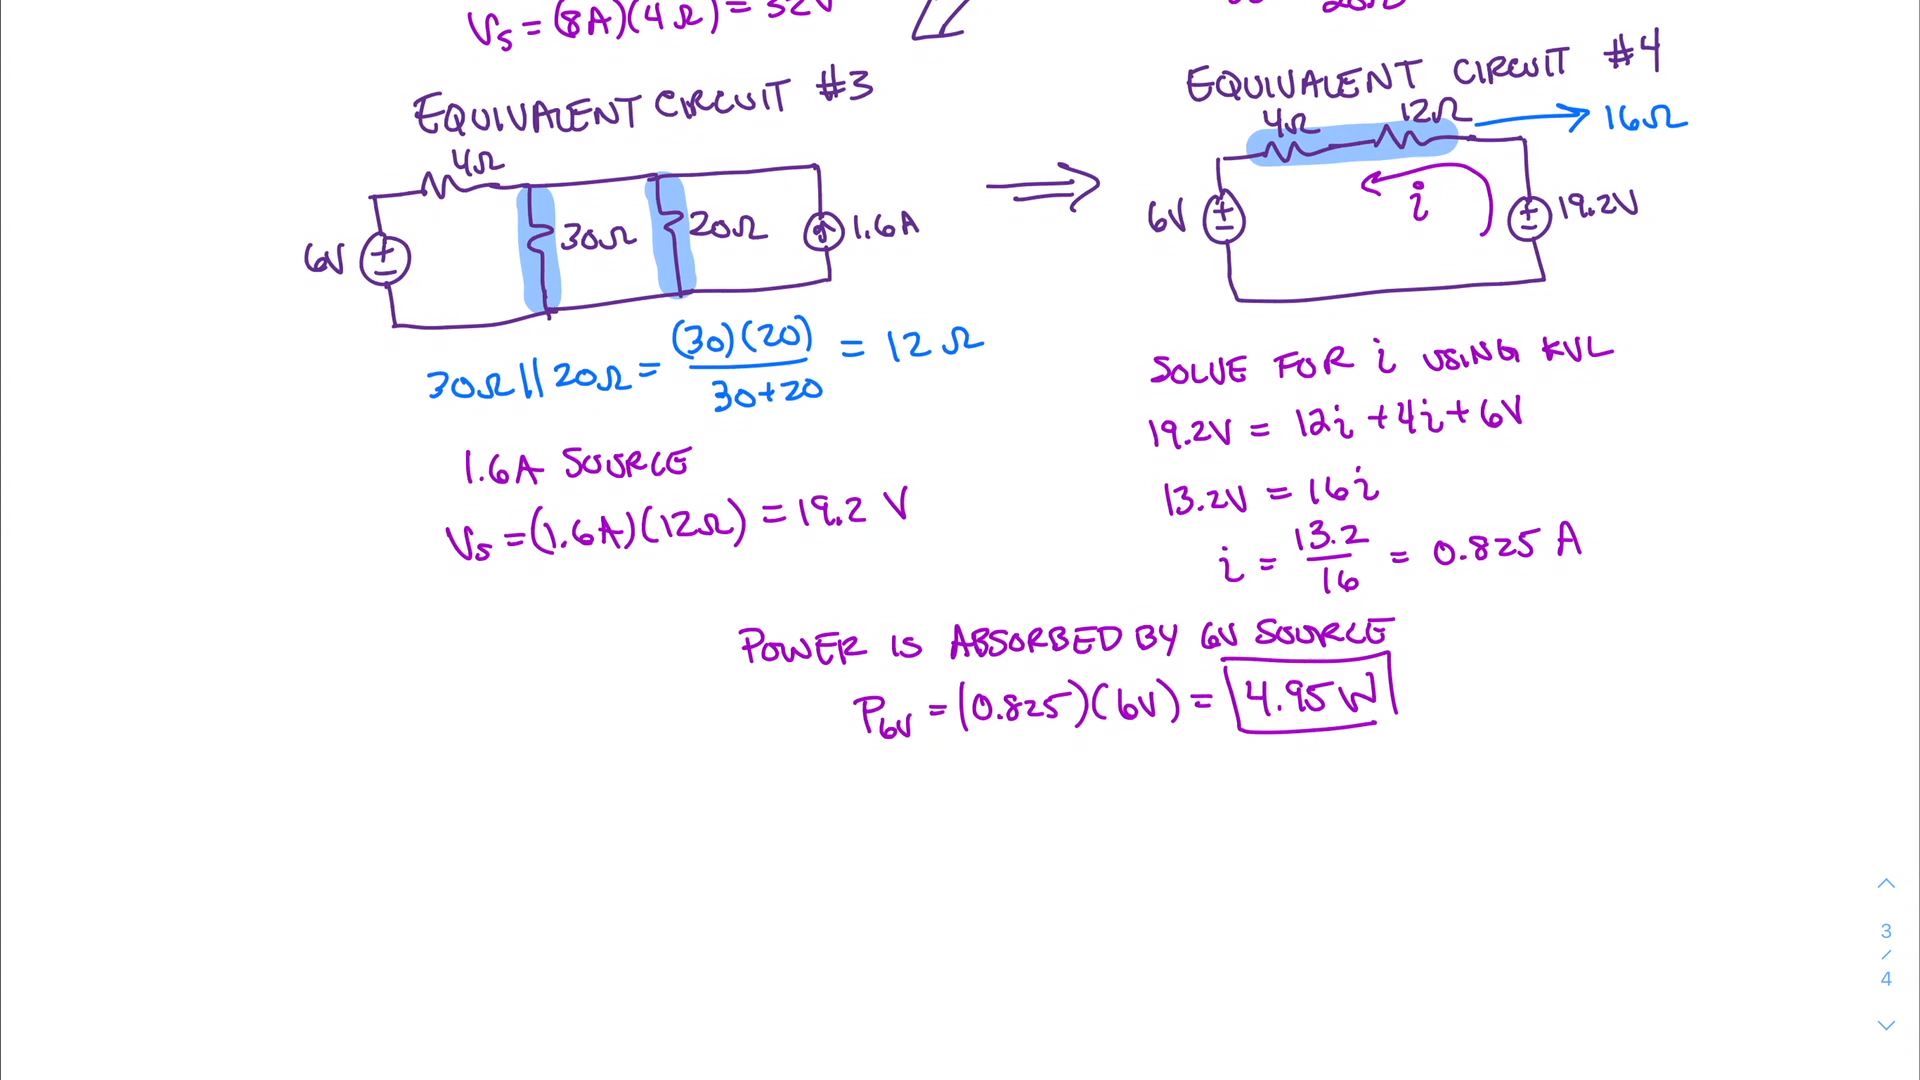 Vs = (8A)(4Ω) = 32V
EQUIVALENT CIRCUIT #3
4Ω
6V
30Ω
20Ω
1.6A
30Ω||20Ω = (30)(20) / 30+20 = 12Ω
1.6A SOURCE
Vs = (1.6A)(12Ω) = 19.2 V
EQUIVALENT CIRCUIT #4
4Ω
12Ω
16Ω
6V
i
19.2V
SOLVE FOR i USING KVL
19.2V = 12i + 4i + 6V
13.2V = 16i
i = 13.2 / 16 = 0.825 A
POWER IS ABSORBED BY 6V SOURCE
P6V = (0.825)(6V) = 4.95W
3
/
4